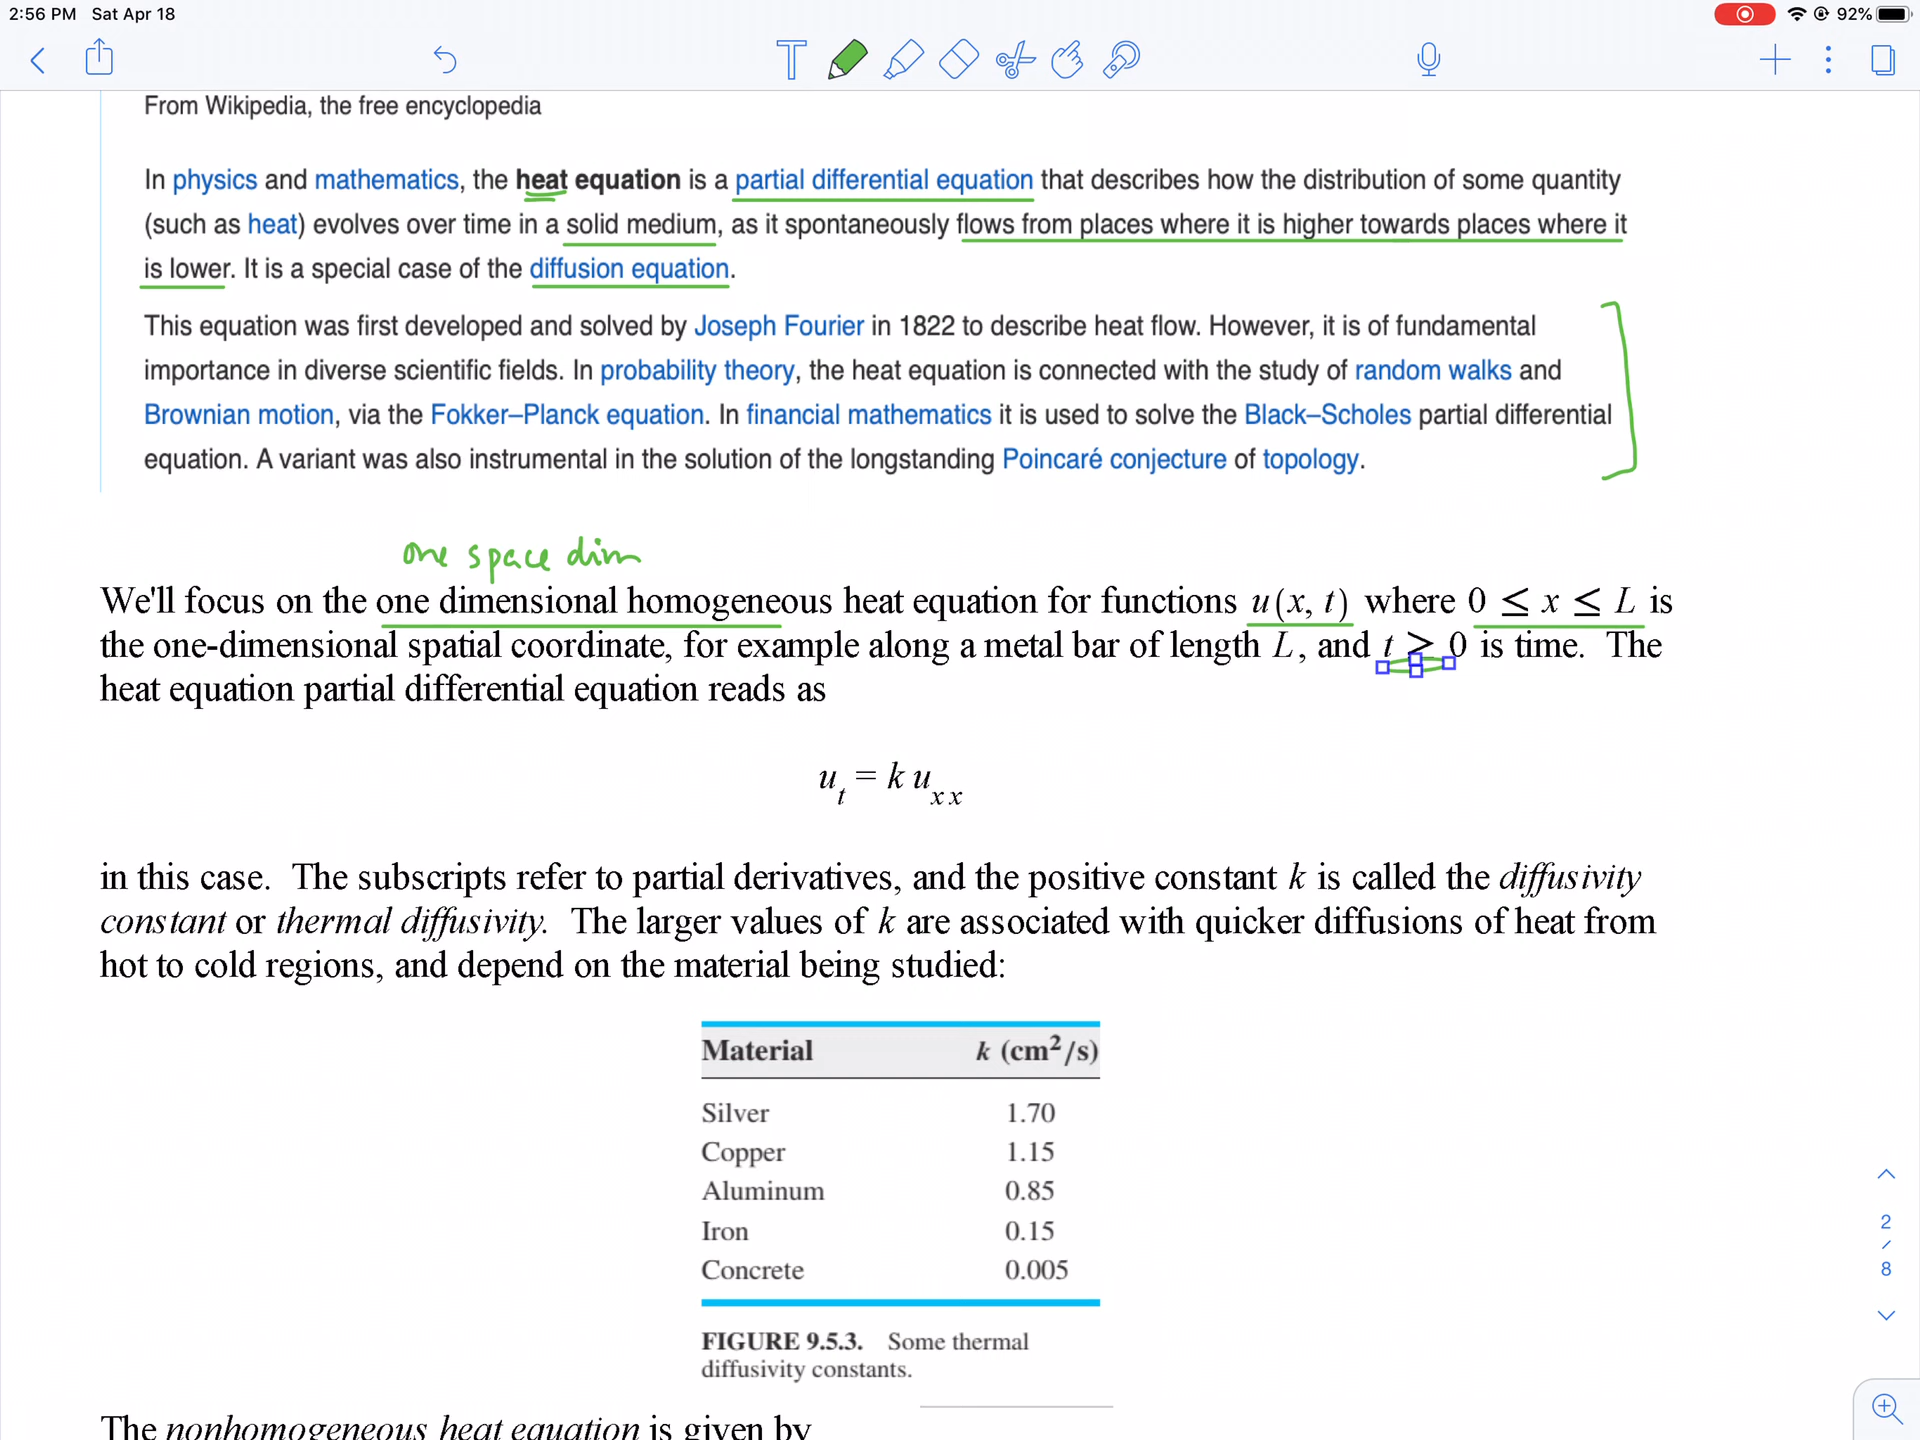 2:56 PM Sat Apr 18
92%
From Wikipedia, the free encyclopedia
In physics and mathematics, the heat equation is a partial differential equation that describes how the distribution of some quantity
(such as heat) evolves over time in a solid medium, as it spontaneously flows from places where it is higher towards places where it
is lower. It is a special case of the diffusion equation.
This equation was first developed and solved by Joseph Fourier in 1822 to describe heat flow. However, it is of fundamental
importance in diverse scientific fields. In probability theory, the heat equation is connected with the study of random walks and
Brownian motion, via the Fokker–Planck equation. In financial mathematics it is used to solve the Black–Scholes partial differential
equation. A variant was also instrumental in the solution of the longstanding Poincaré conjecture of topology.
one space dim
We'll focus on the one dimensional homogeneous heat equation for functions u(x, t) where 0 ≤ x ≤ L is
the one-dimensional spatial coordinate, for example along a metal bar of length L, and t ≥ 0 is time. The
heat equation partial differential equation reads as
u_t = k u_xx
in this case. The subscripts refer to partial derivatives, and the positive constant k is called the diffusivity
constant or thermal diffusivity. The larger values of k are associated with quicker diffusions of heat from
hot to cold regions, and depend on the material being studied:
Material k (cm²/s)
Silver 1.70
Copper 1.15
Aluminum 0.85
Iron 0.15
Concrete 0.005
FIGURE 9.5.3. Some thermal
diffusivity constants.
The nonhomogeneous heat equation is given by
2
/
8